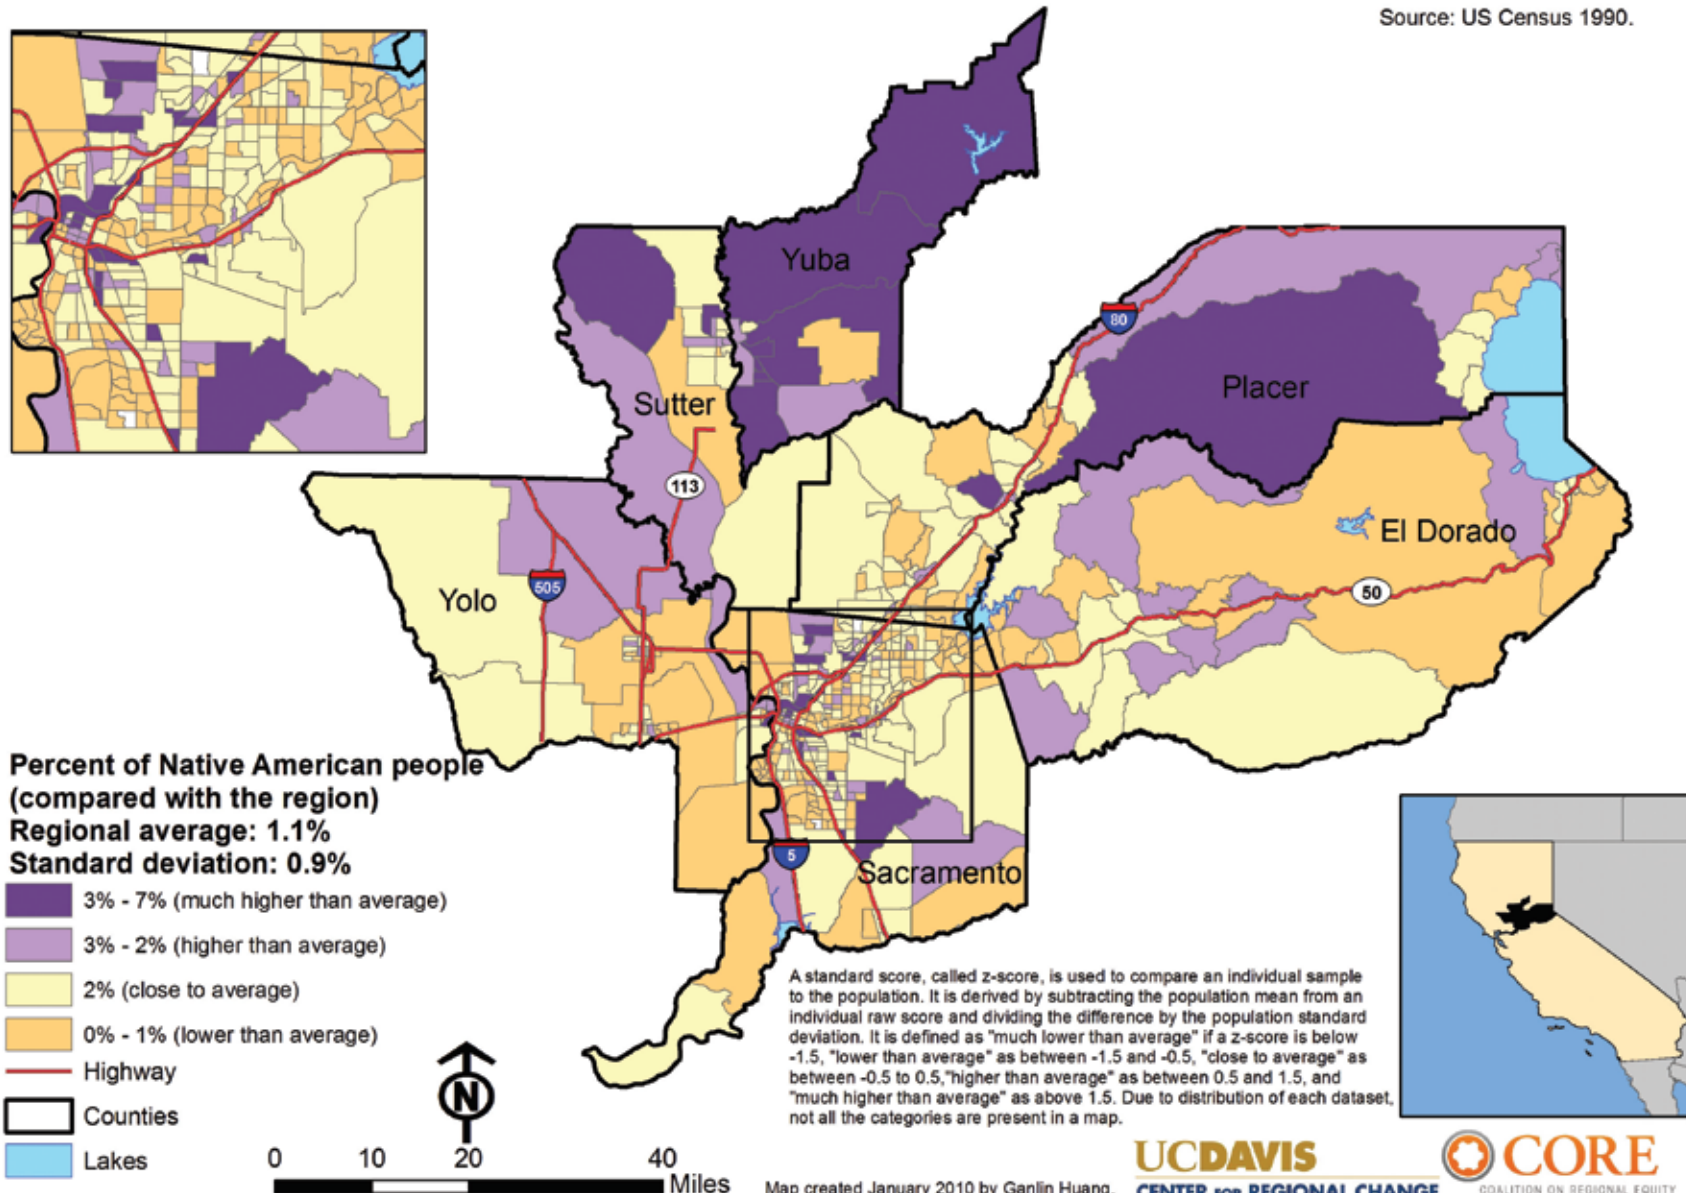 Source: US Census 1990.
Yuba
80
Placer
Sutter
113
El Dorado
505
Yolo
50
Percent of Native American people
(compared with the region)
Regional average: 1.1%
Standard deviation: 0.9%
3% - 7% (much higher than average)
3% - 2% (higher than average)
2% (close to average)
0% - 1% (lower than average)
Highway
Counties
Lakes
5
Sacramento
A standard score, called z-score, is used to compare an individual sample
to the population. It is derived by subtracting the population mean from an
individual raw score and dividing the difference by the population standard
deviation. It is defined as "much lower than average" if a z-score is below
-1.5, "lower than average" as between -1.5 and -0.5, "close to average" as
between -0.5 to 0.5,"higher than average" as between 0.5 and 1.5, and
"much higher than average" as above 1.5. Due to distribution of each dataset,
not all the categories are present in a map.
N
0 10 20 40
Miles
Map created January 2010 by Ganlin Huang.
UCDAVIS
CENTER FOR REGIONAL CHANGE
CORE
COALITION ON REGIONAL EQUITY